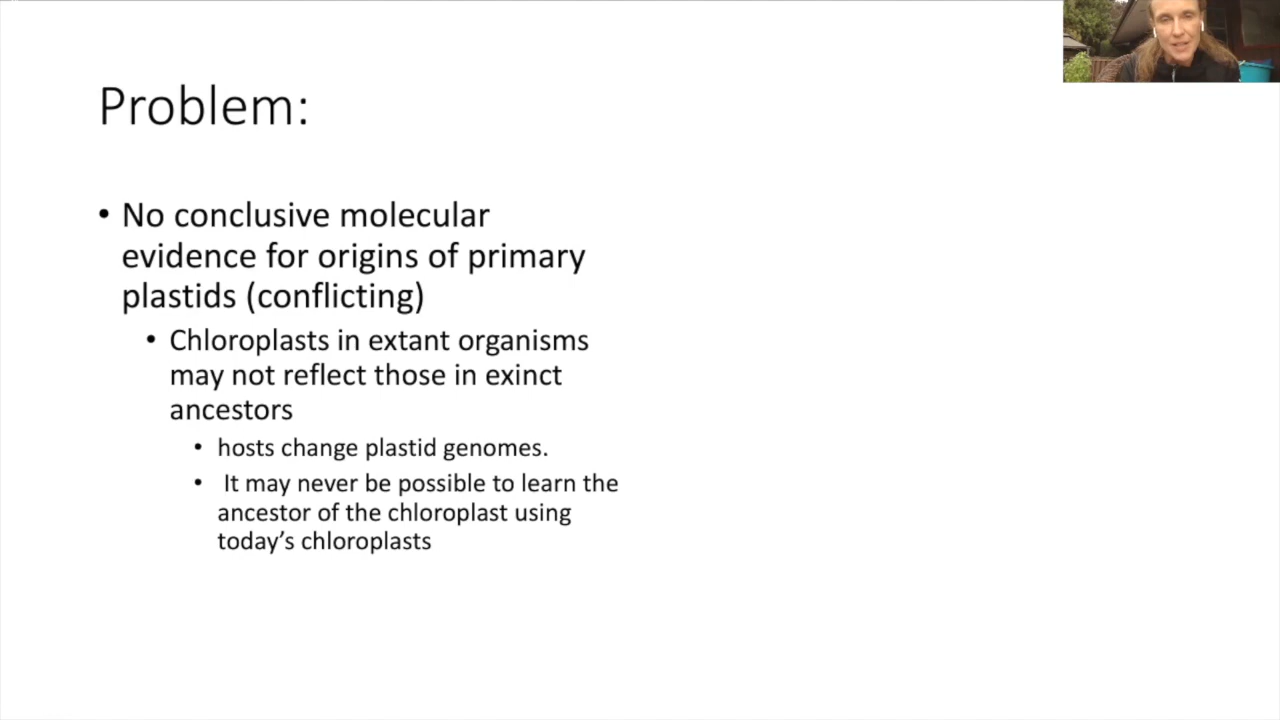 Problem:
• No conclusive molecular
evidence for origins of primary
plastids (conflicting)
• Chloroplasts in extant organisms
may not reflect those in exinct
ancestors
• hosts change plastid genomes.
• It may never be possible to learn the
ancestor of the chloroplast using
today’s chloroplasts